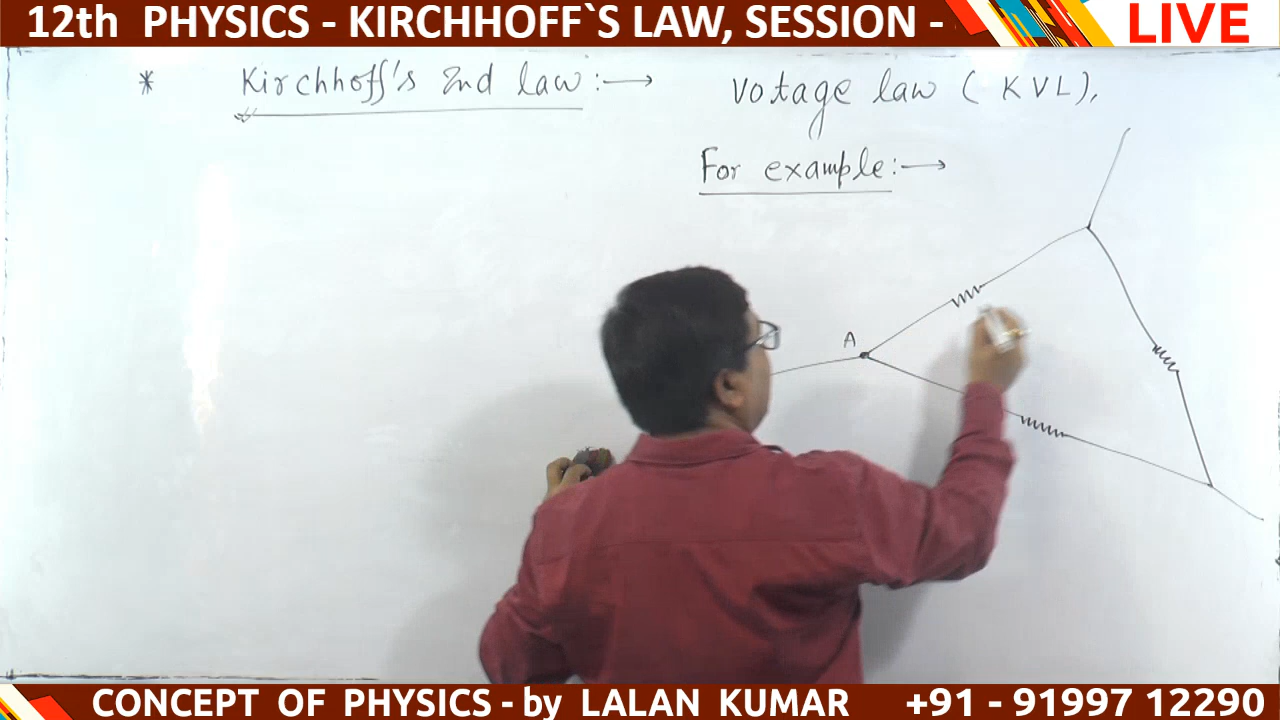 12th PHYSICS - KIRCHHOFF`S LAW, SESSION -
LIVE
* Kirchhoff's 2nd law:→ Votage law (KVL),
For example:→
A
CONCEPT OF PHYSICS - by LALAN KUMAR +91 - 91997 12290